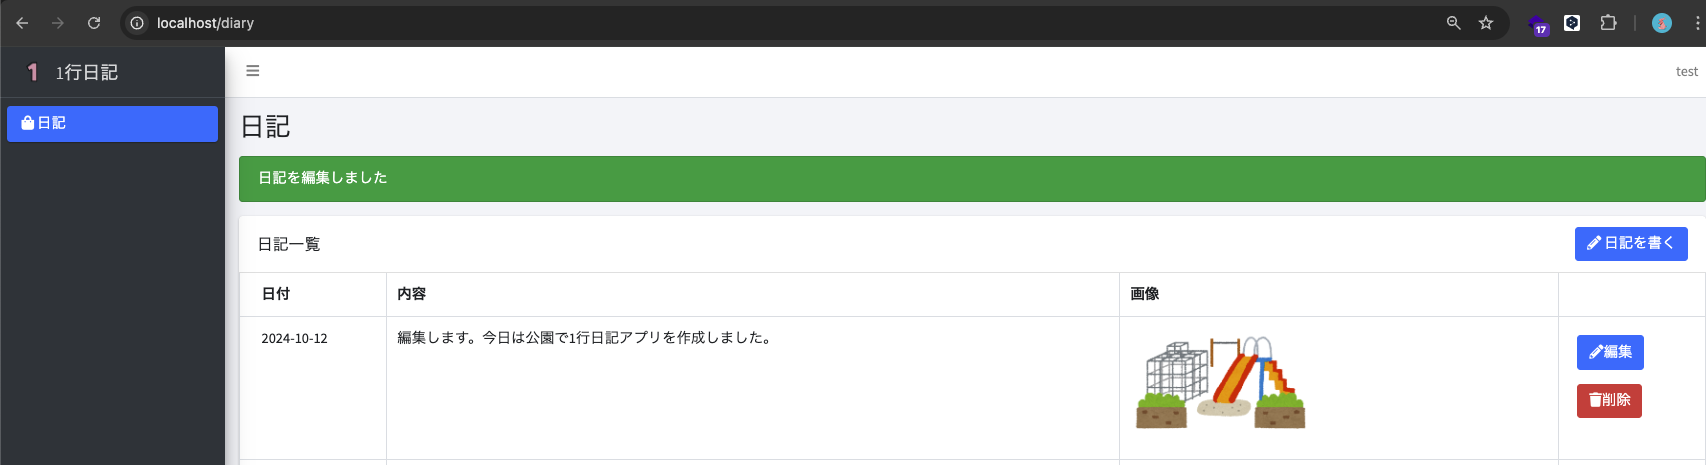 localhost/diary
17
1 1行日記
test
日記
日記
日記を編集しました
日記一覧
日記を書く
日付 内容 画像
2024-10-12 編集します。今日は公園で1行日記アプリを作成しました。
編集
削除